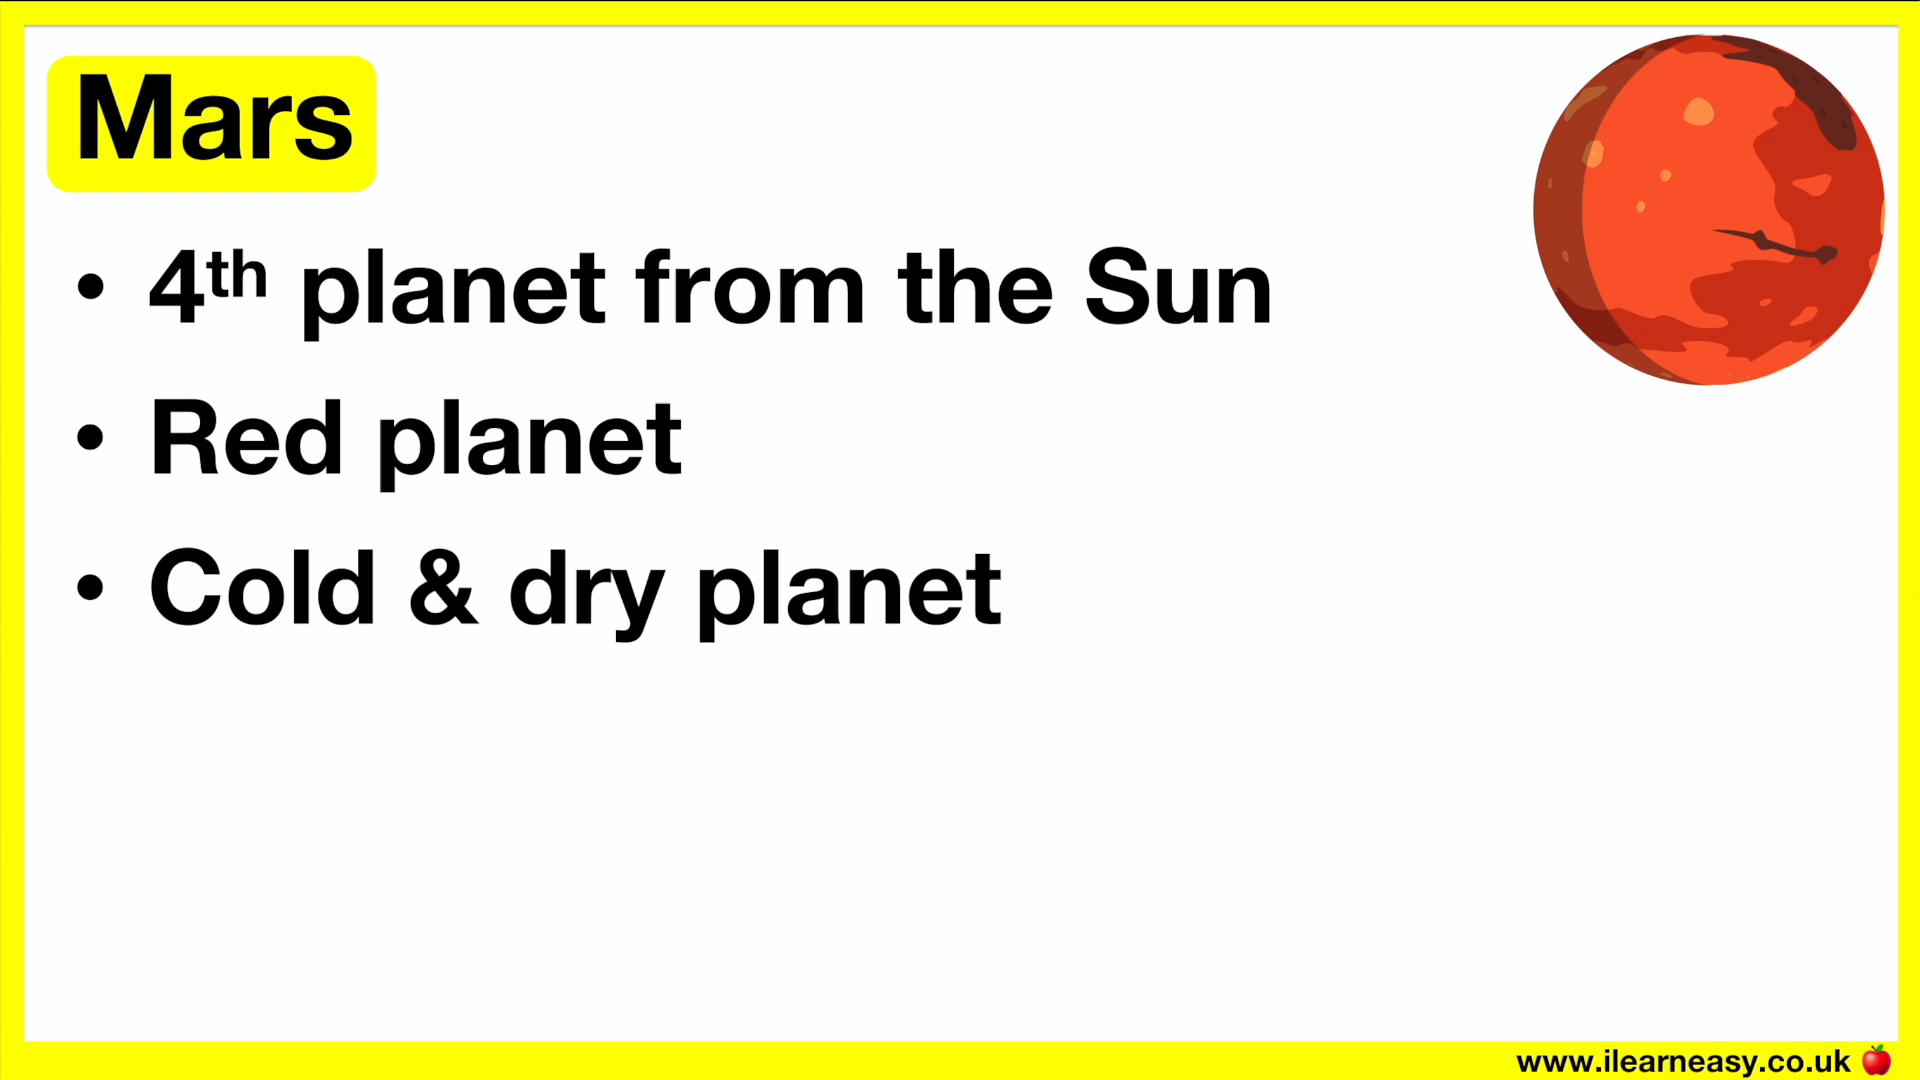 Mars
• 4th planet from the Sun
• Red planet
• Cold & dry planet
www.ilearneasy.co.uk